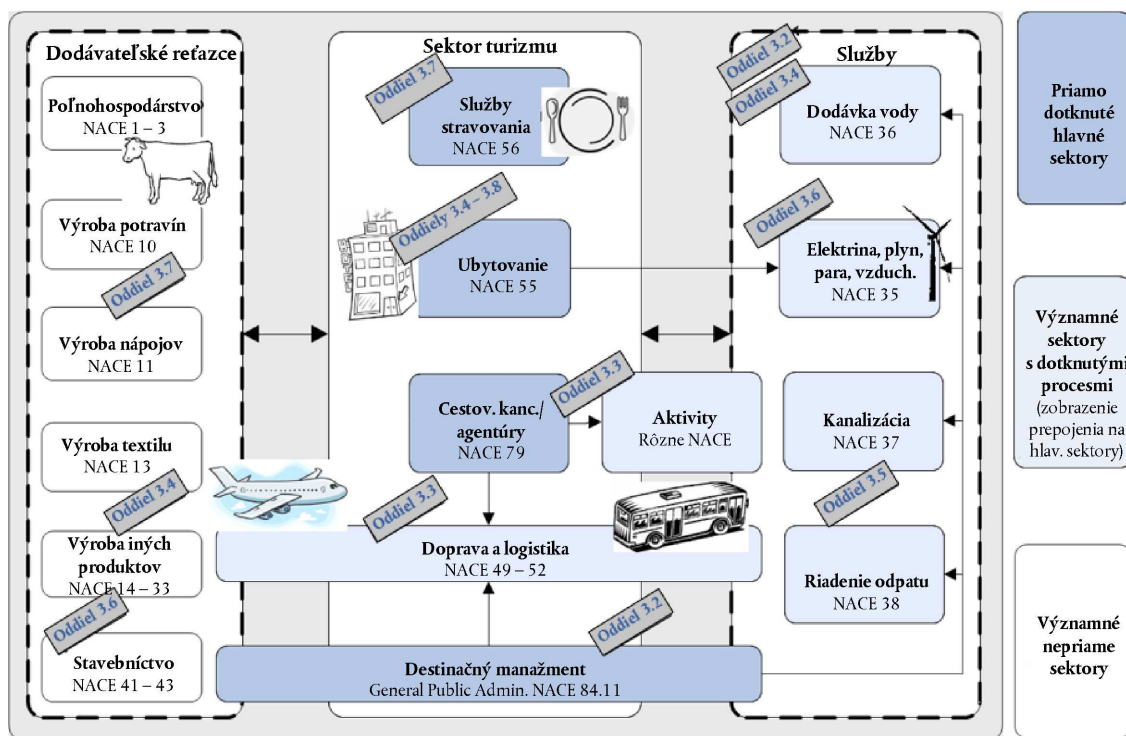 Dodávateľské reťazce
Poľnohospodárstvo
NACE 1 – 3
Výroba potravín
NACE 10
Oddiel 3.7
Výroba nápojov
NACE 11
Výroba textilu
NACE 13
Oddiel 3.4
Výroba iných
produktov
NACE 14 – 33
Oddiel 3.6
Stavebníctvo
NACE 41 – 43
Sektor turizmu
Oddiel 3.7
Služby
stravovania
NACE 56
Oddiely 3.4 – 3.8
Ubytovanie
NACE 55
Cestov. kanc./
agentúry
NACE 79
Oddiel 3.3
Aktivity
Rôzne NACE
Oddiel 3.3
Doprava a logistika
NACE 49 – 52
Oddiel 3.2
Destinačný manažment
General Public Admin. NACE 84.11
Služby
Oddiel 3.2
Oddiel 3.4
Dodávka vody
NACE 36
Oddiel 3.6
Elektrina, plyn,
para, vzduch.
NACE 35
Kanalizácia
NACE 37
Oddiel 3.5
Riadenie odpatu
NACE 38
Priamo
dotknuté
hlavné
sektory
Významné
sektory
s dotknutými
procesmi
(zobrazenie
prepojenia na
hlav. sektory)
Významné
nepriame
sektory